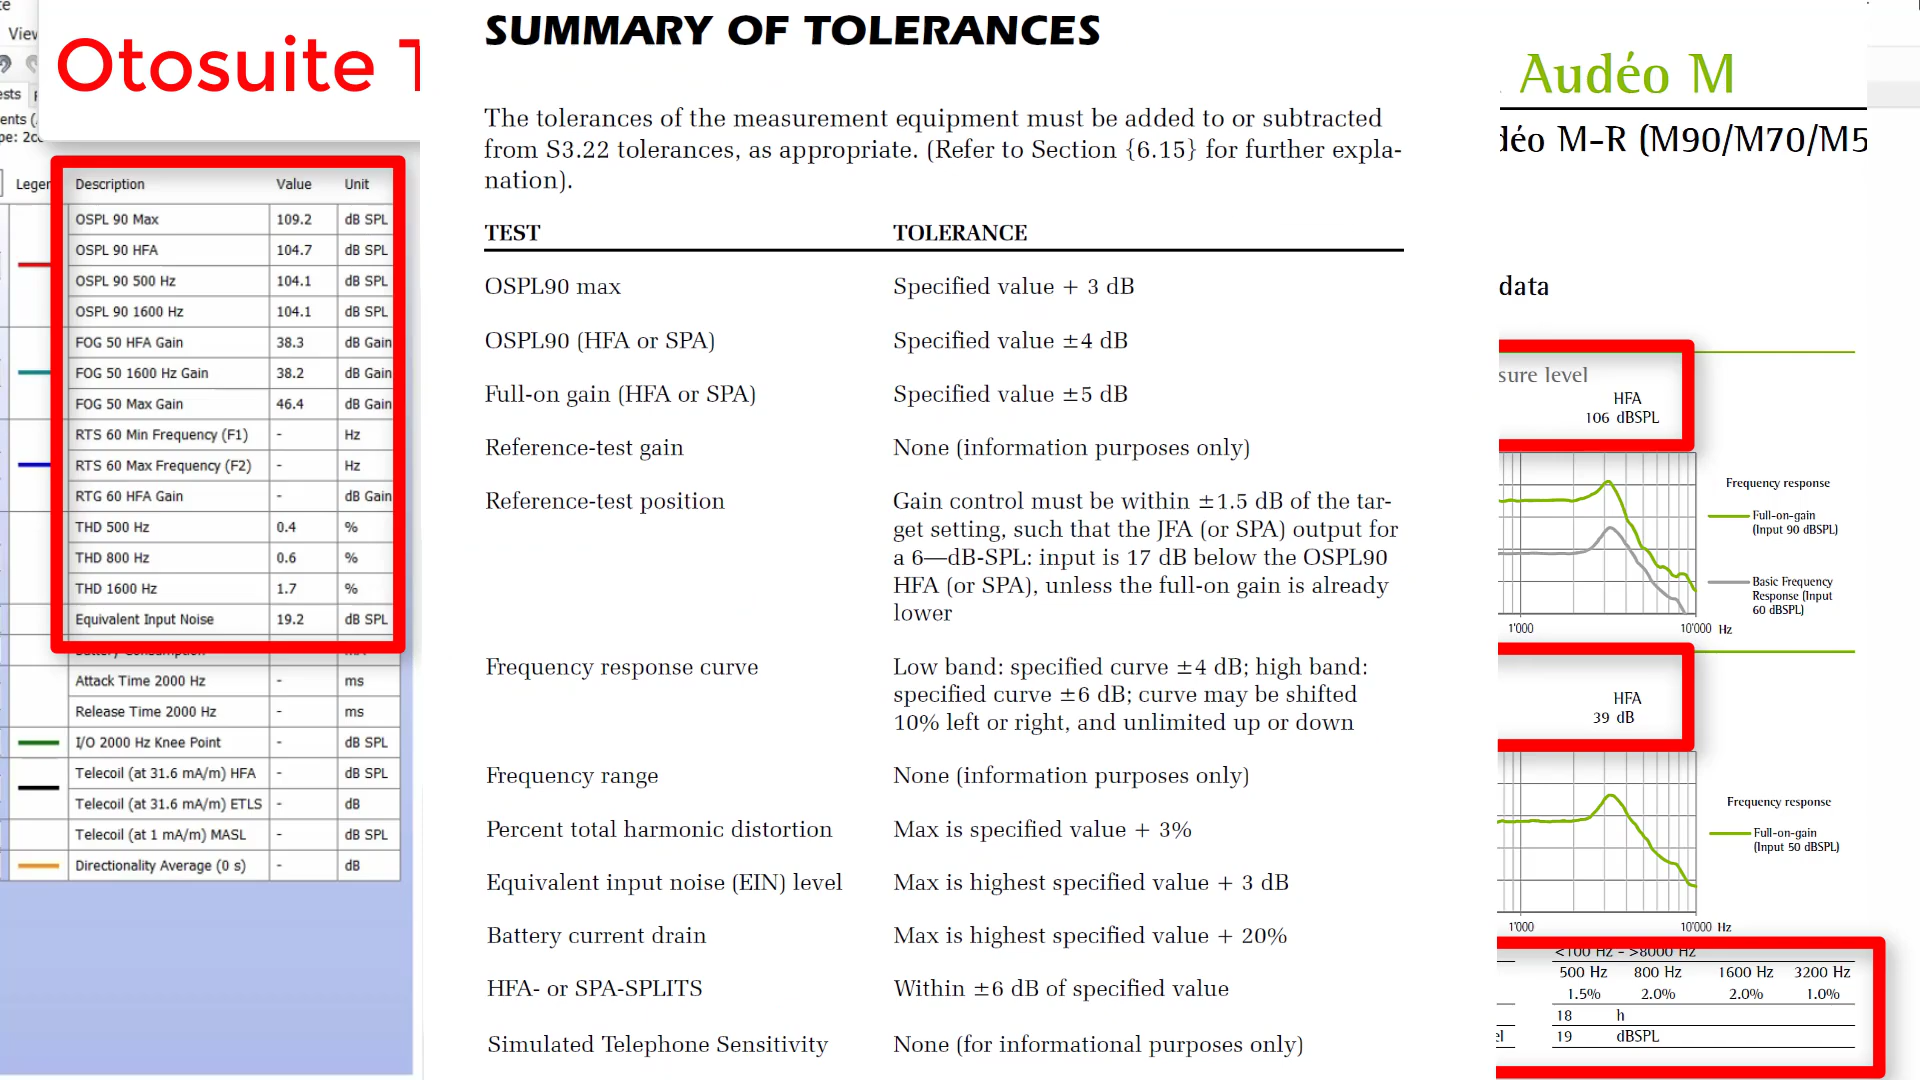 View
Otosuite
Description Value Unit
OSPL 90 Max 109.2 dB SPL
OSPL 90 HFA 104.7 dB SPL
OSPL 90 500 Hz 104.1 dB SPL
OSPL 90 1600 Hz 104.1 dB SPL
FOG 50 HFA Gain 38.3 dB Gain
FOG 50 1600 Hz Gain 38.2 dB Gain
FOG 50 Max Gain 46.4 dB Gain
RTS 60 Min Frequency (F1) - Hz
RTS 60 Max Frequency (F2) - Hz
RTG 60 HFA Gain - dB Gain
THD 500 Hz 0.4 %
THD 800 Hz 0.6 %
THD 1600 Hz 1.7 %
Equivalent Input Noise 19.2 dB SPL
Attack Time 2000 Hz - ms
Release Time 2000 Hz - ms
I/O 2000 Hz Knee Point - dB SPL
Telecoil (at 31.6 mA/m) HFA - dB SPL
Telecoil (at 31.6 mA/m) ETLS - dB
Telecoil (at 1 mA/m) MASL - dB SPL
Directionality Average (0 s) - dB
SUMMARY OF TOLERANCES
The tolerances of the measurement equipment must be added to or subtracted
from S3.22 tolerances, as appropriate. (Refer to Section {6.15} for further expla-
nation).
TEST TOLERANCE
OSPL90 max Specified value + 3 dB
OSPL90 (HFA or SPA) Specified value ±4 dB
Full-on gain (HFA or SPA) Specified value ±5 dB
Reference-test gain None (information purposes only)
Reference-test position Gain control must be within ±1.5 dB of the tar-
get setting, such that the JFA (or SPA) output for
a 6—dB-SPL: input is 17 dB below the OSPL90
HFA (or SPA), unless the full-on gain is already
lower
Frequency response curve Low band: specified curve ±4 dB; high band:
specified curve ±6 dB; curve may be shifted
10% left or right, and unlimited up or down
Frequency range None (information purposes only)
Percent total harmonic distortion Max is specified value + 3%
Equivalent input noise (EIN) level Max is highest specified value + 3 dB
Battery current drain Max is highest specified value + 20%
HFA- or SPA-SPLITS Within ±6 dB of specified value
Simulated Telephone Sensitivity None (for informational purposes only)
Audéo M
déo M-R (M90/M70/M5
data
sure level
HFA
106 dBSPL
Frequency response
Full-on-gain
(Input 90 dBSPL)
Basic Frequency
Response (Input
60 dBSPL)
1'000 10'000 Hz
HFA
39 dB
Frequency response
Full-on-gain
(Input 50 dBSPL)
1'000 10'000 Hz
<100 Hz - >8000 Hz
500 Hz 800 Hz 1600 Hz 3200 Hz
1.5% 2.0% 2.0% 1.0%
18 h
19 dBSPL